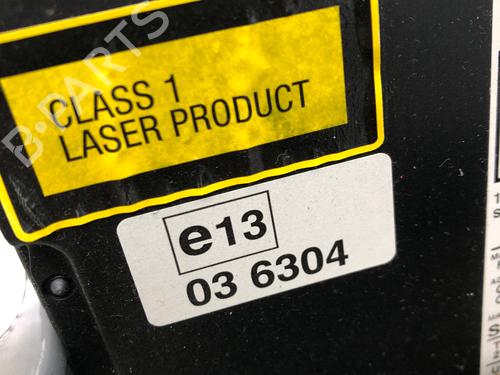 B-PARTS
CLASS 1
LASER PRODUCT
e13
03 6304